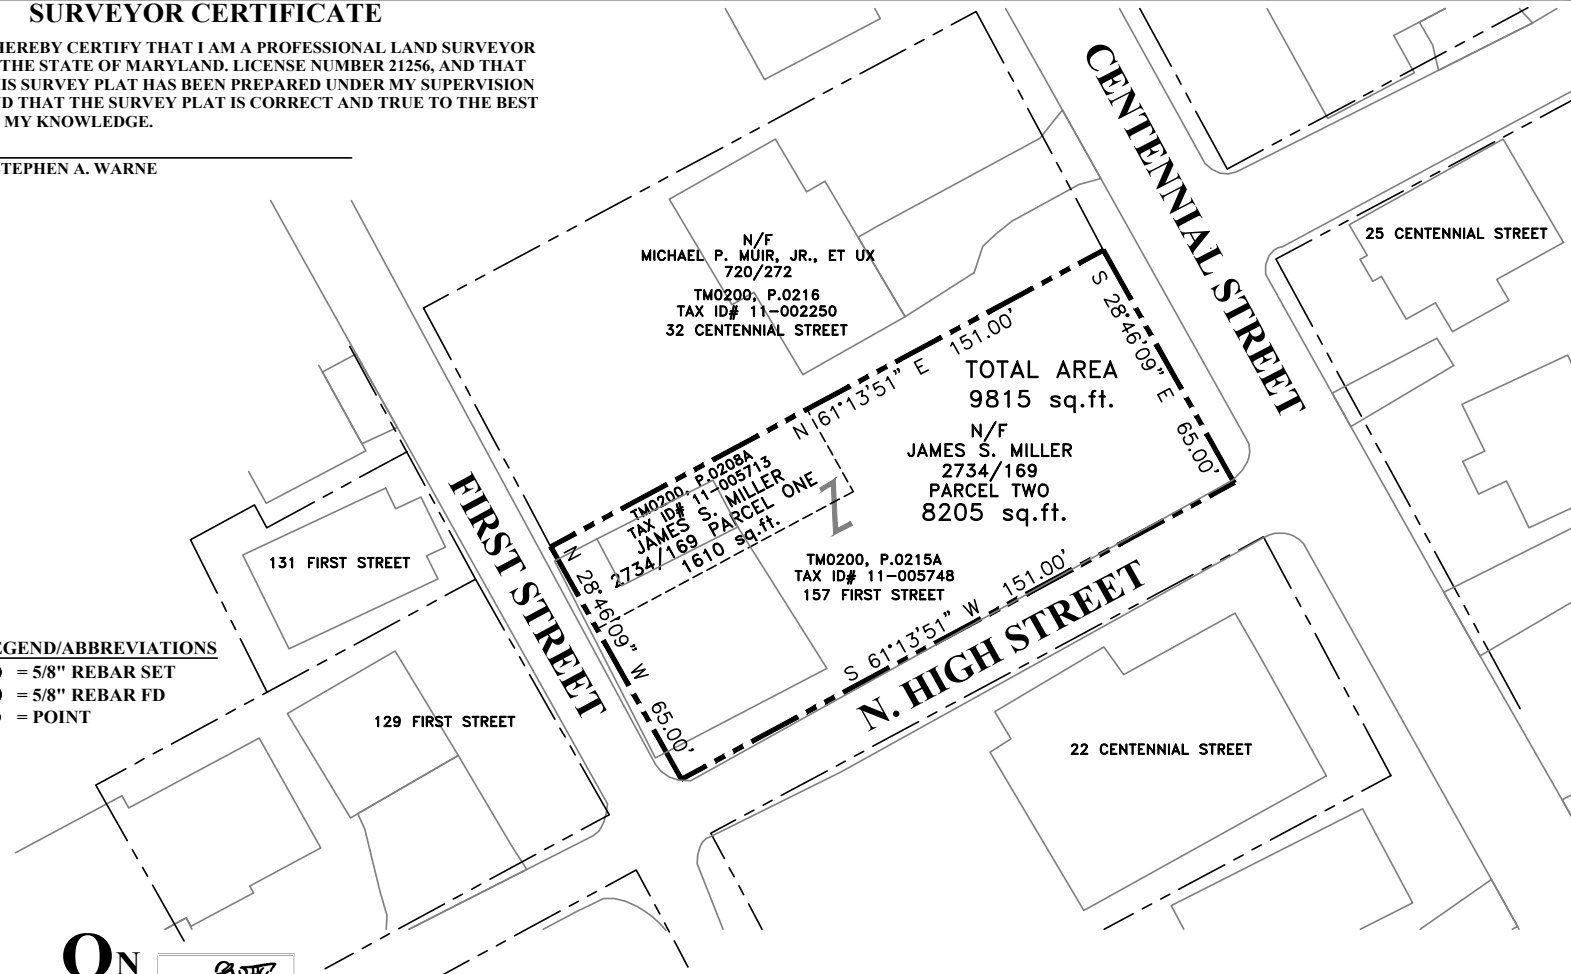 SURVEYOR CERTIFICATE
HEREBY CERTIFY THAT I AM A PROFESSIONAL LAND SURVEYOR
THE STATE OF MARYLAND. LICENSE NUMBER 21256, AND THAT
IS SURVEY PLAT HAS BEEN PREPARED UNDER MY SUPERVISION
D THAT THE SURVEY PLAT IS CORRECT AND TRUE TO THE BEST
MY KNOWLEDGE.
TEPHEN A. WARNE
CENTENNIAL STREET
25 CENTENNIAL STREET
N/F
MICHAEL P. MUIR, JR., ET UX
720/272
TM0200, P.0216
TAX ID# 11-002250
32 CENTENNIAL STREET
N 61°13'51" E 151.00'
S 28°46'09" E 65.00'
TOTAL AREA
9815 sq.ft.
N/F
JAMES S. MILLER
2734/169
PARCEL TWO
8205 sq.ft.
TM0200, P.0208A
TAX ID# 11-005713
JAMES S. MILLER
2734/169 PARCEL ONE
1610 sq.ft.
Z
TM0200, P.0215A
TAX ID# 11-005748
157 FIRST STREET
N 28°46'09" W 65.00'
S 61°13'51" W 151.00'
FIRST STREET
N. HIGH STREET
131 FIRST STREET
129 FIRST STREET
22 CENTENNIAL STREET
EGEND/ABBREVIATIONS
= 5/8" REBAR SET
= 5/8" REBAR FD
= POINT
ON